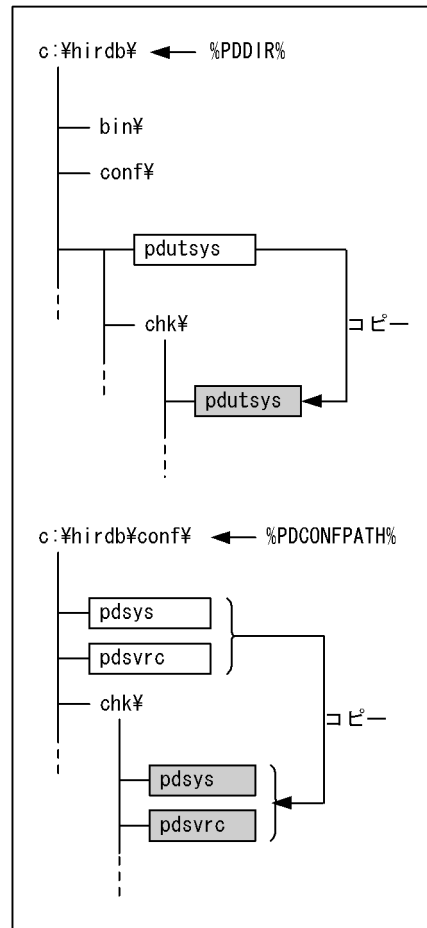 c:¥hirdb¥ %PDDIR%
bin¥
conf¥
pdutsys
chk¥
コピー
pdutsys
c:¥hirdb¥conf¥ %PDCONFPATH%
pdsys
pdsvrc
chk¥
コピー
pdsys
pdsvrc